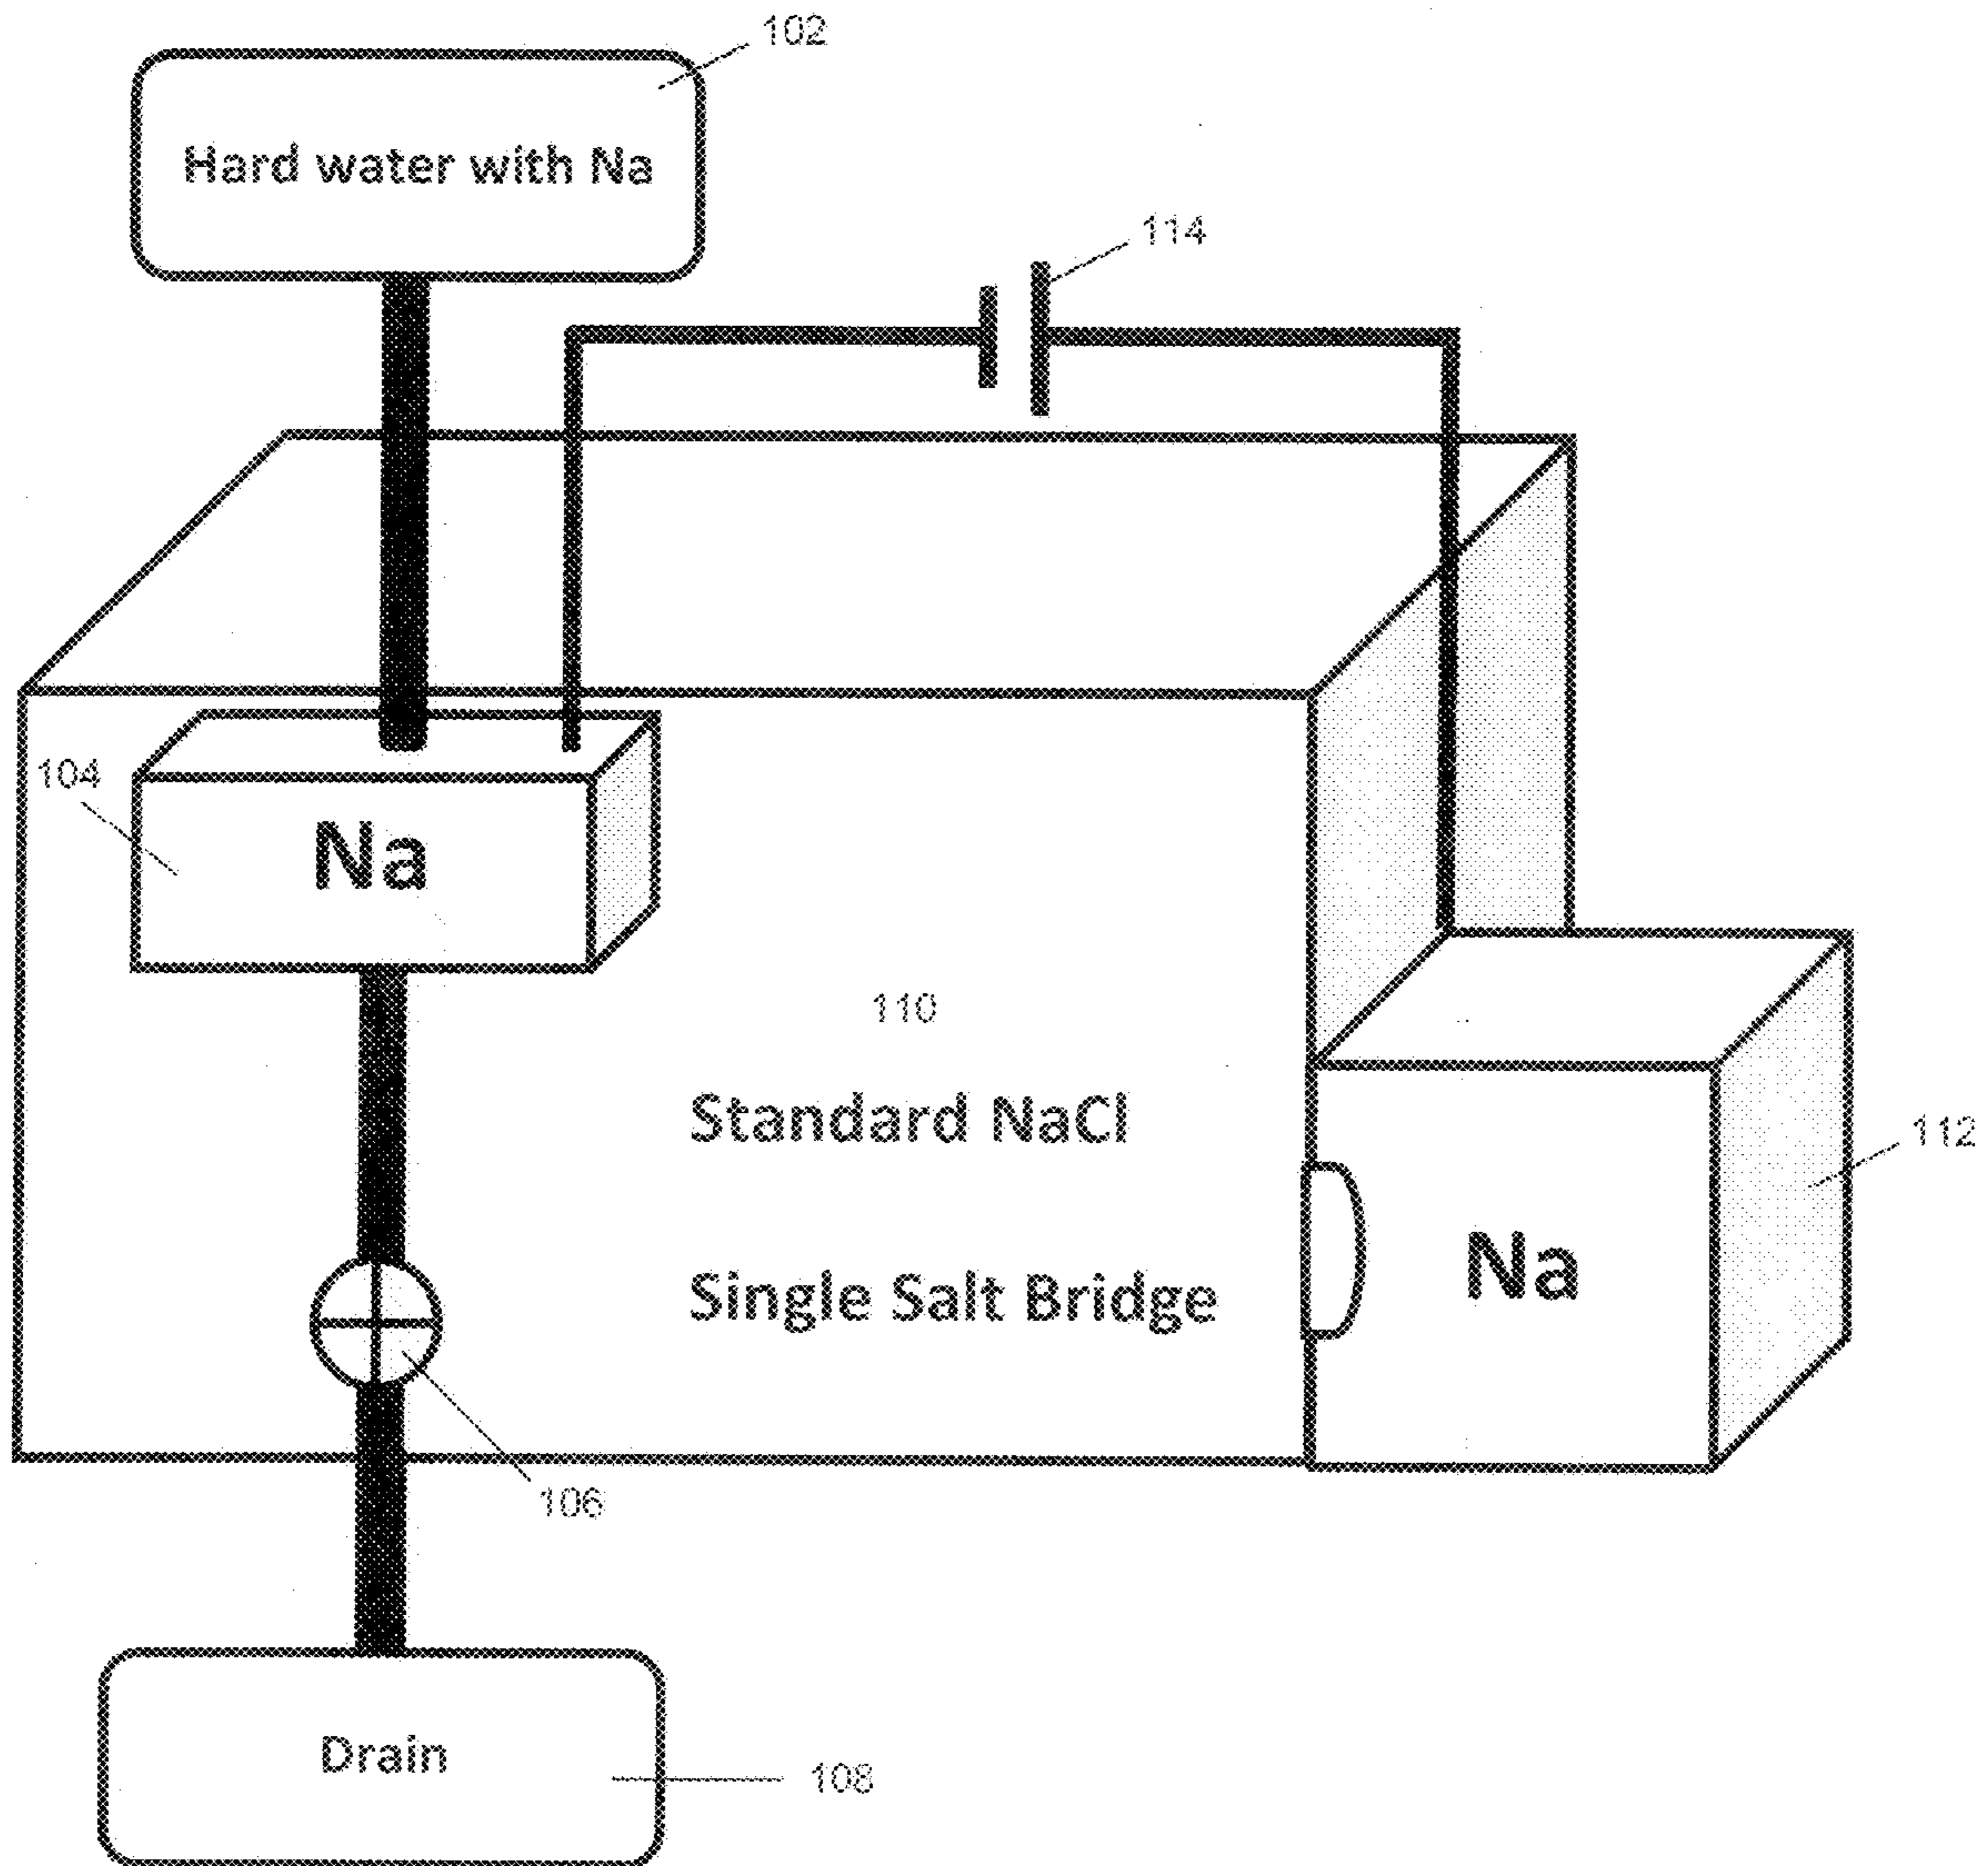 102
Hard water with Na
114
104
Na
110
Standard NaCl
112
Single Salt Bridge
Na
106
Drain
108